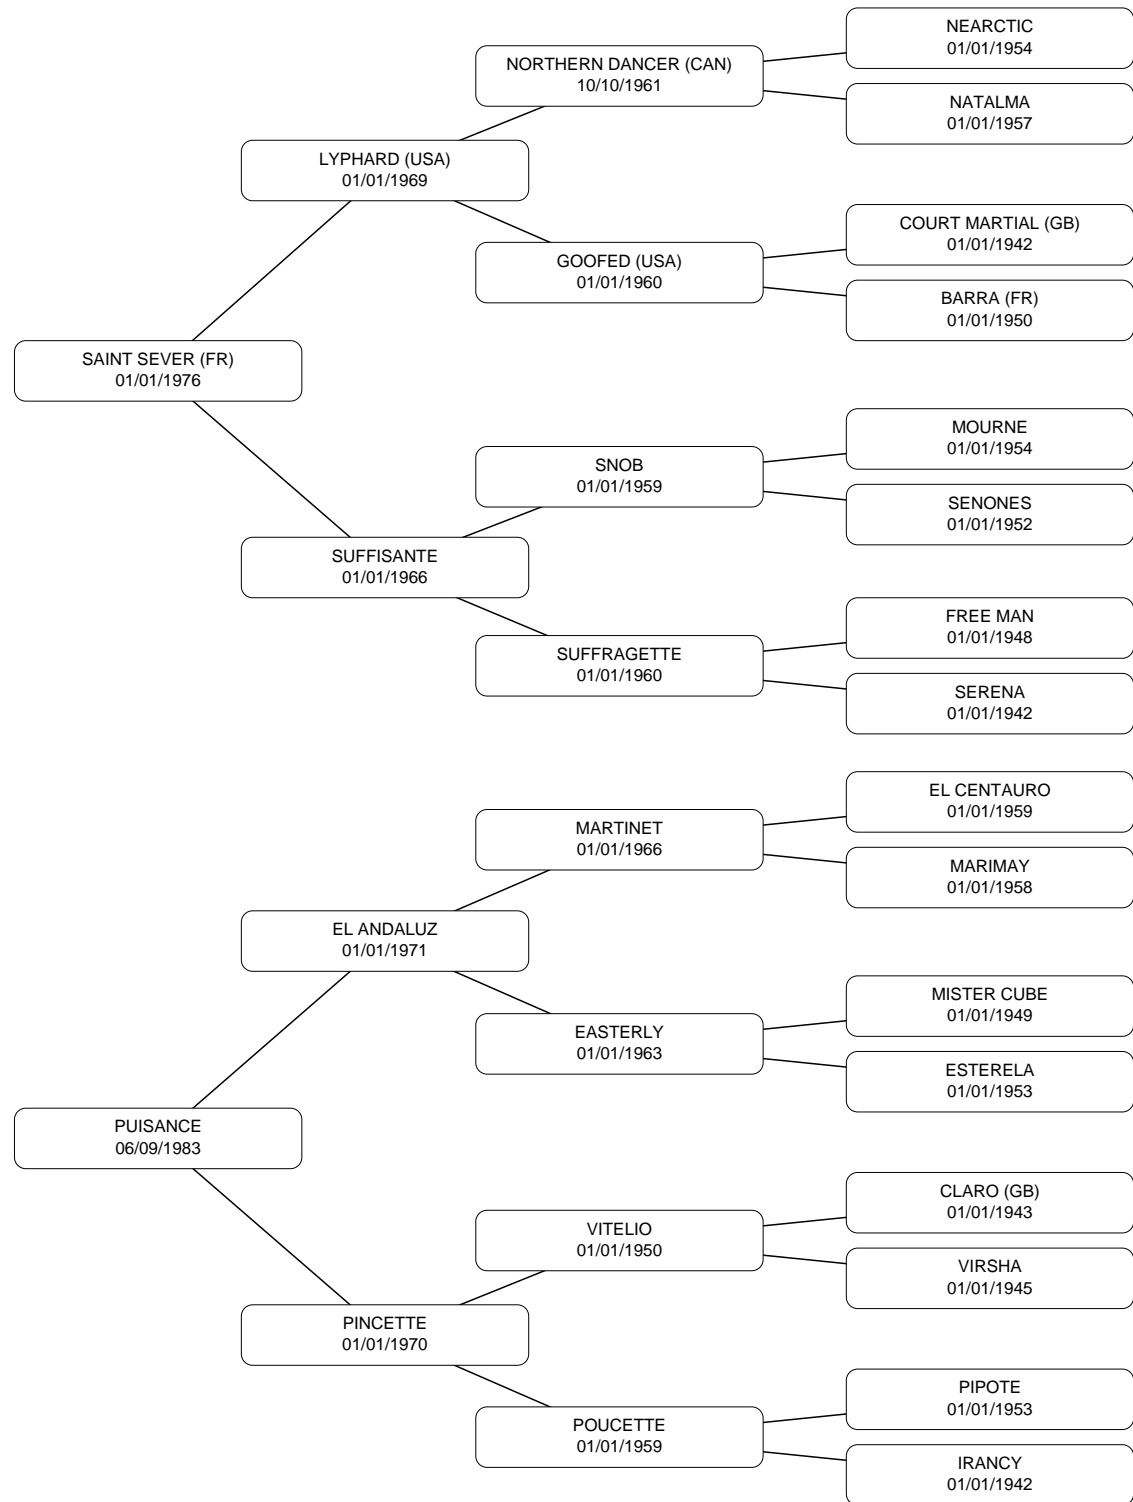 NEARCTIC
01/01/1954
NORTHERN DANCER (CAN)
10/10/1961
NATALMA
01/01/1957
LYPHARD (USA)
01/01/1969
COURT MARTIAL (GB)
01/01/1942
GOOFED (USA)
01/01/1960
BARRA (FR)
01/01/1950
SAINT SEVER (FR)
01/01/1976
MOURNE
01/01/1954
SNOB
01/01/1959
SENONES
01/01/1952
SUFFISANTE
01/01/1966
FREE MAN
01/01/1948
SUFFRAGETTE
01/01/1960
SERENA
01/01/1942
EL CENTAURO
01/01/1959
MARTINET
01/01/1966
MARIMAY
01/01/1958
EL ANDALUZ
01/01/1971
MISTER CUBE
01/01/1949
EASTERLY
01/01/1963
ESTERELA
01/01/1953
PUISANCE
06/09/1983
CLARO (GB)
01/01/1943
VITELIO
01/01/1950
VIRSHA
01/01/1945
PINCETTE
01/01/1970
PIPOTE
01/01/1953
POUCETTE
01/01/1959
IRANCY
01/01/1942